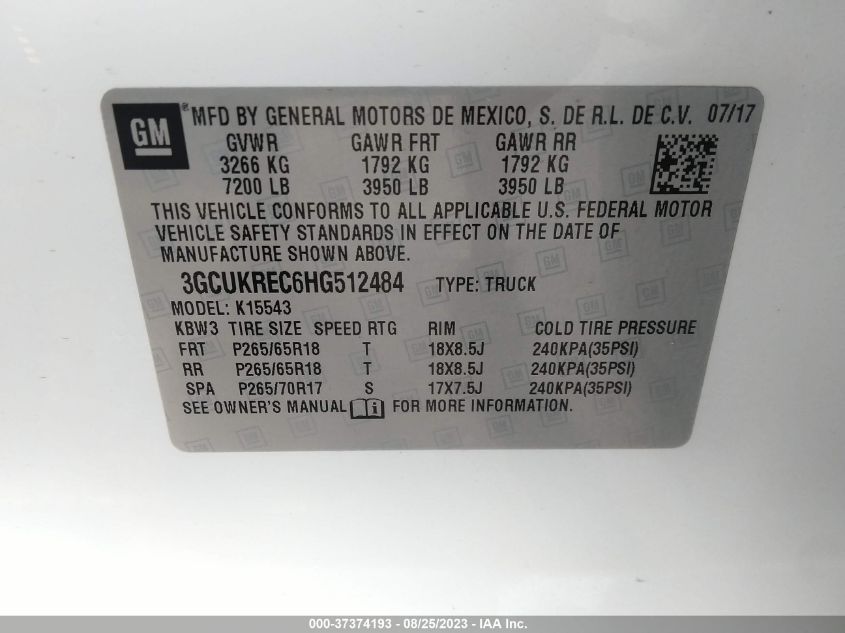 GM ® MFD BY GENERAL MOTORS DE MEXICO, S. DE R.L. DE C.V. 07/17
GVWR GAWR FRT GAWR RR
3266 KG 1792 KG 1792 KG
7200 LB 3950 LB 3950 LB
THIS VEHICLE CONFORMS TO ALL APPLICABLE U.S. FEDERAL MOTOR
VEHICLE SAFETY STANDARDS IN EFFECT ON THE DATE OF
MANUFACTURE SHOWN ABOVE.
3GCUKREC6HG512484 TYPE: TRUCK
MODEL: K15543
KBW3 TIRE SIZE SPEED RTG RIM COLD TIRE PRESSURE
FRT P265/65R18 T 18X8.5J 240KPA(35PSI)
RR P265/65R18 T 18X8.5J 240KPA(35PSI)
SPA P265/70R17 S 17X7.5J 240KPA(35PSI)
SEE OWNER'S MANUAL FOR MORE INFORMATION.
000-37374193 - 08/25/2023 - IAA Inc.